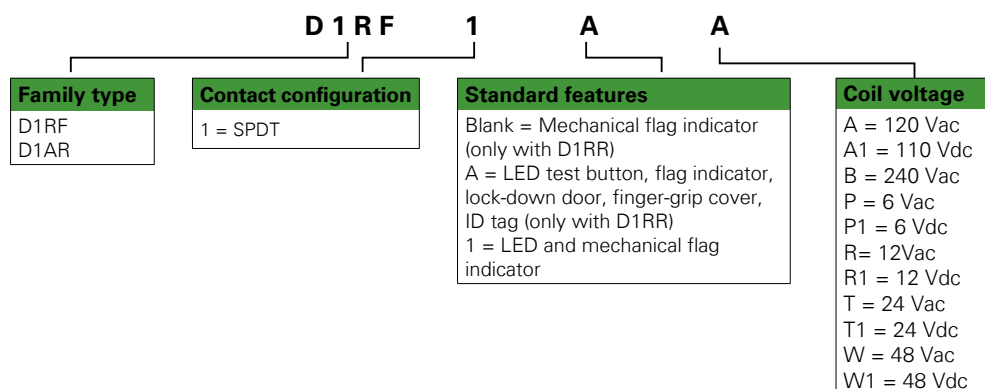 D1RF 1 A A
Family type
D1RF
D1AR
Contact configuration
1 = SPDT
Standard features
Blank = Mechanical flag indicator
(only with D1RR)
A = LED test button, flag indicator,
lock-down door, finger-grip cover,
ID tag (only with D1RR)
1 = LED and mechanical flag
indicator
Coil voltage
A = 120 Vac
A1 = 110 Vdc
B = 240 Vac
P = 6 Vac
P1 = 6 Vdc
R= 12Vac
R1 = 12 Vdc
T = 24 Vac
T1 = 24 Vdc
W = 48 Vac
W1 = 48 Vdc